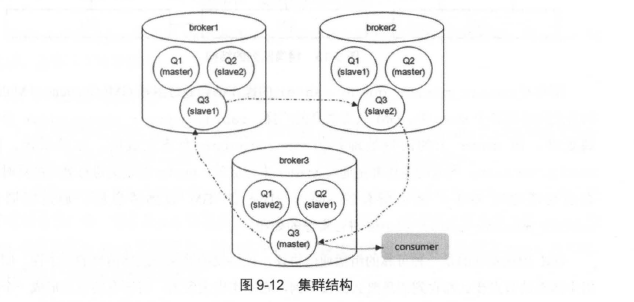 broker1
Q1
(master)
Q2
(slave2)
Q3
(slave1)
broker2
Q1
(slave1)
Q2
(master)
Q3
(slave2)
broker3
Q1
(slave2)
Q2
(slave1)
Q3
(master)
consumer
图 9-12 集群结构